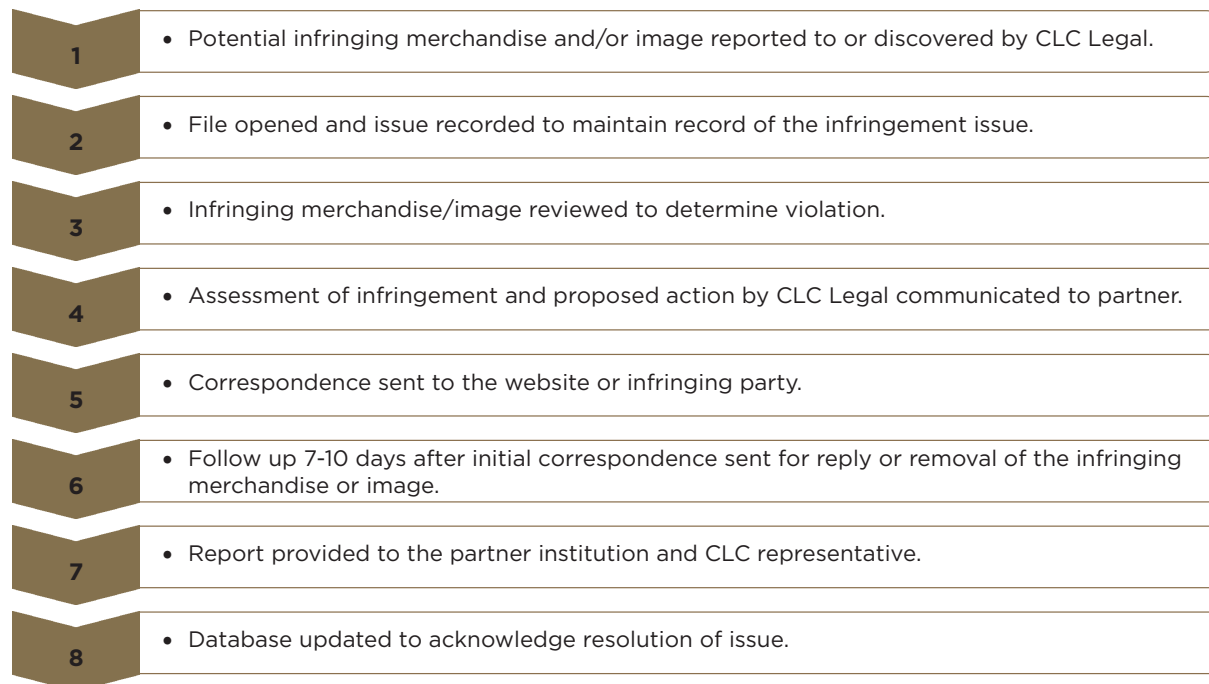 1
• Potential infringing merchandise and/or image reported to or discovered by CLC Legal.
2
• File opened and issue recorded to maintain record of the infringement issue.
3
• Infringing merchandise/image reviewed to determine violation.
4
• Assessment of infringement and proposed action by CLC Legal communicated to partner.
5
• Correspondence sent to the website or infringing party.
6
• Follow up 7-10 days after initial correspondence sent for reply or removal of the infringing
merchandise or image.
7
• Report provided to the partner institution and CLC representative.
8
• Database updated to acknowledge resolution of issue.